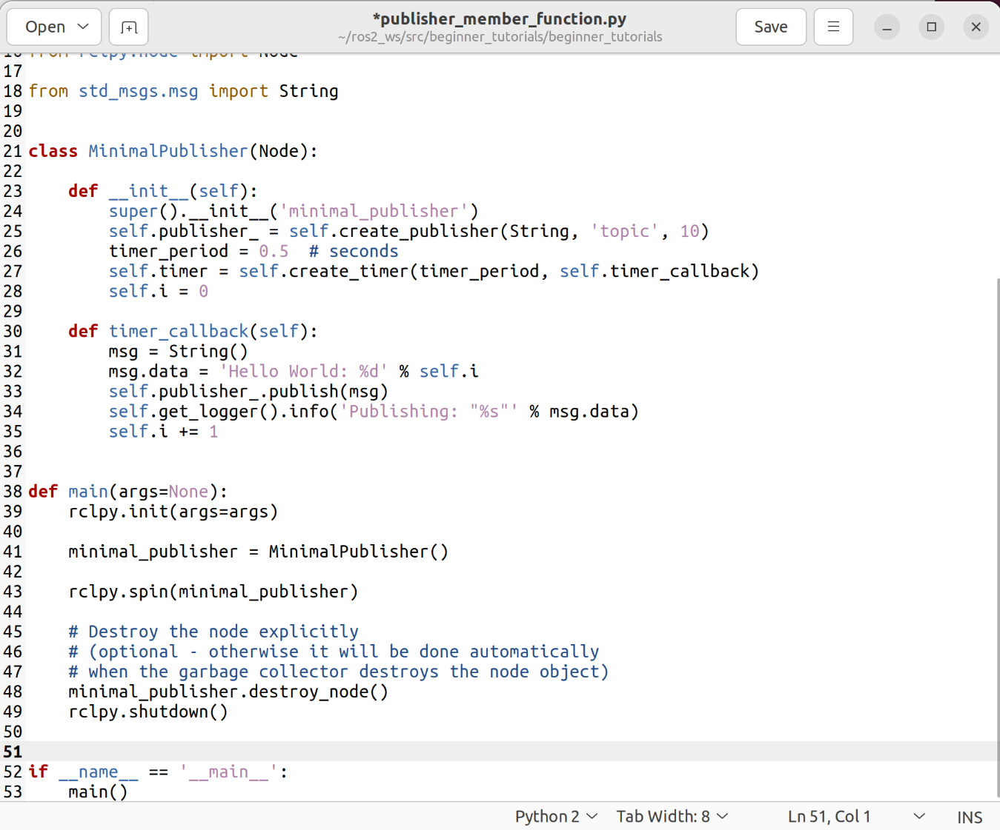 Open
*publisher_member_function.py
~/ros2_ws/src/beginner_tutorials/beginner_tutorials
Save
16 from rclpy.node import Node
17
18 from std_msgs.msg import String
19
20
21 class MinimalPublisher(Node):
22
23     def __init__(self):
24         super().__init__('minimal_publisher')
25         self.publisher_ = self.create_publisher(String, 'topic', 10)
26         timer_period = 0.5  # seconds
27         self.timer = self.create_timer(timer_period, self.timer_callback)
28         self.i = 0
29
30     def timer_callback(self):
31         msg = String()
32         msg.data = 'Hello World: %d' % self.i
33         self.publisher_.publish(msg)
34         self.get_logger().info('Publishing: "%s"' % msg.data)
35         self.i += 1
36
37
38 def main(args=None):
39     rclpy.init(args=args)
40
41     minimal_publisher = MinimalPublisher()
42
43     rclpy.spin(minimal_publisher)
44
45     # Destroy the node explicitly
46     # (optional - otherwise it will be done automatically
47     # when the garbage collector destroys the node object)
48     minimal_publisher.destroy_node()
49     rclpy.shutdown()
50
51
52 if __name__ == '__main__':
53     main()
Python 2 Tab Width: 8 Ln 51, Col 1 INS